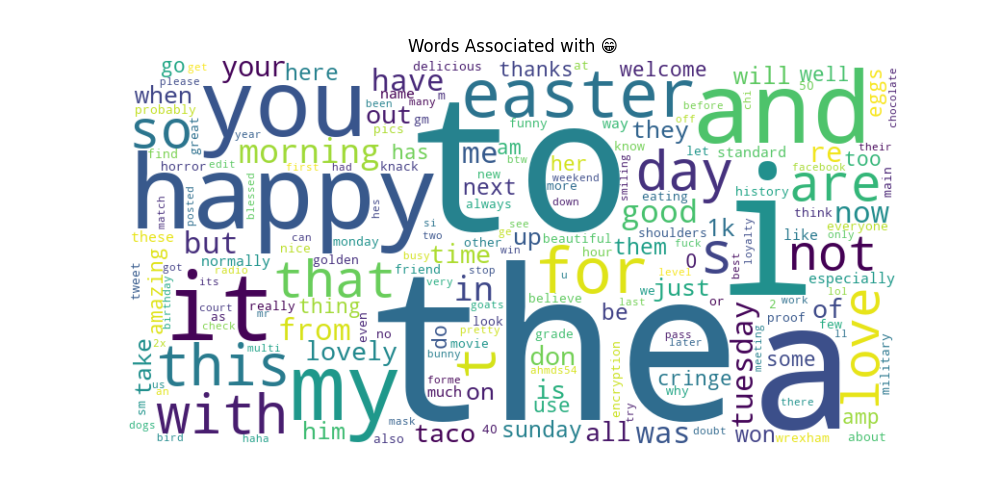 Words Associated with 😁
go get your here delicious thanks at welcome will well eggs chocolate
please when probably you have name been many m gm out pics easter before chi 50 and
so great year to funny way they off
find horror edit morning has me am btw know let standard re too their main
match posted blessed happy first had knack next new always her more weekend down smiling day history are facebook
hes si two other up see ge win beautiful good shoulders 1k i think now everyone only
these but can nice monday golden time hour them fuck s like not
tweet amazing normally that friend busy very stop in for u we just 0 level best loyalty especially
birthday got radio its it thing really even no goats believe last or 2 work lol
court as check mr from do look the be pass later tuesday proof of few ll love military
2x multi this lovely movie pretty t grade don why meeting some
take us an my bunny forme much on ahmds54 is encryption cringe a there
sm dogs with him mask 40 use try doubt amp
bird haha also taco sunday all was won wrexham about